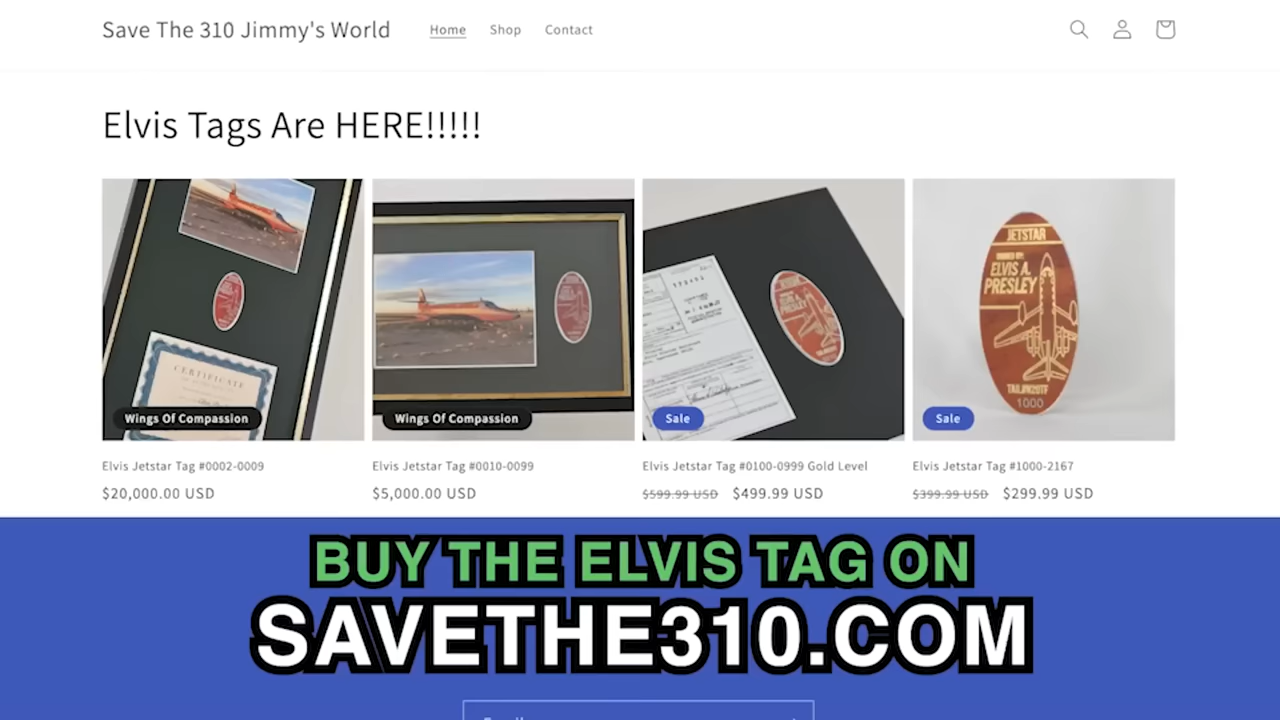 Save The 310 Jimmy's World
Home
Shop
Contact
Elvis Tags Are HERE!!!!!
CERTIFICATE
Wings Of Compassion
Wings Of Compassion
Sale
JETSTAR
ELVIS A.
PRESLEY
1000
Sale
Elvis Jetstar Tag #0002-0009
$20,000.00 USD
Elvis Jetstar Tag #0010-0099
$5,000.00 USD
Elvis Jetstar Tag #0100-0999 Gold Level
$599.99 USD $499.99 USD
Elvis Jetstar Tag #1000-2167
$399.99 USD $299.99 USD
BUY THE ELVIS TAG ON
SAVETHE310.COM